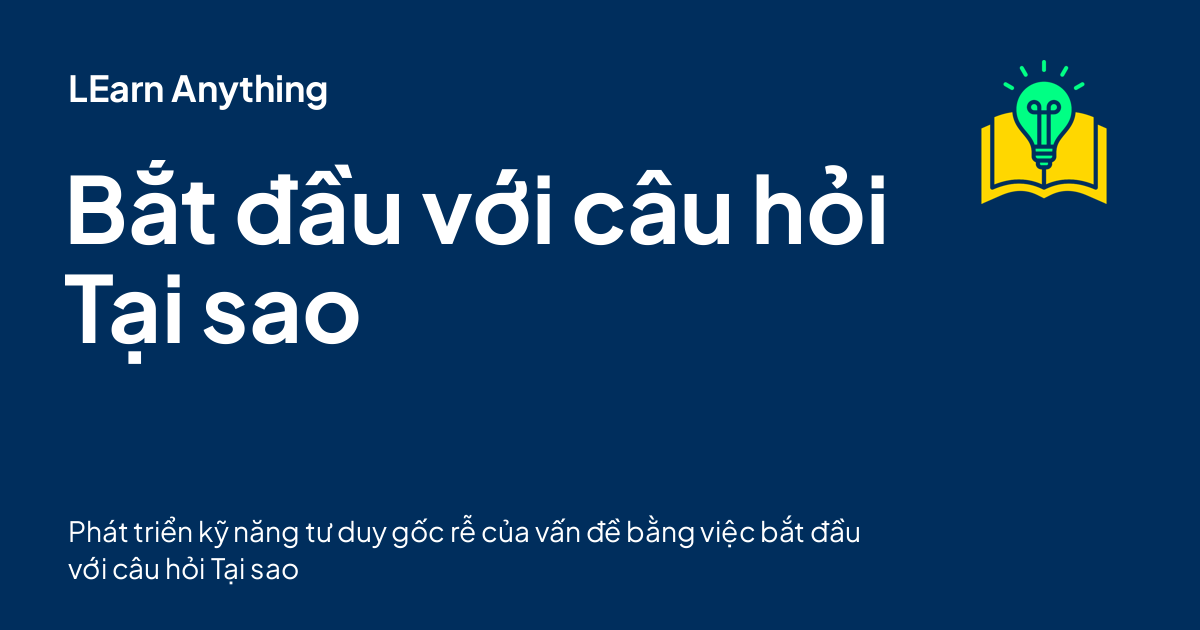 LEarn Anything
Bắt đầu với câu hỏi
Tại sao
Phát triển kỹ năng tư duy gốc rễ của vấn đề bằng việc bắt đầu
với câu hỏi Tại sao